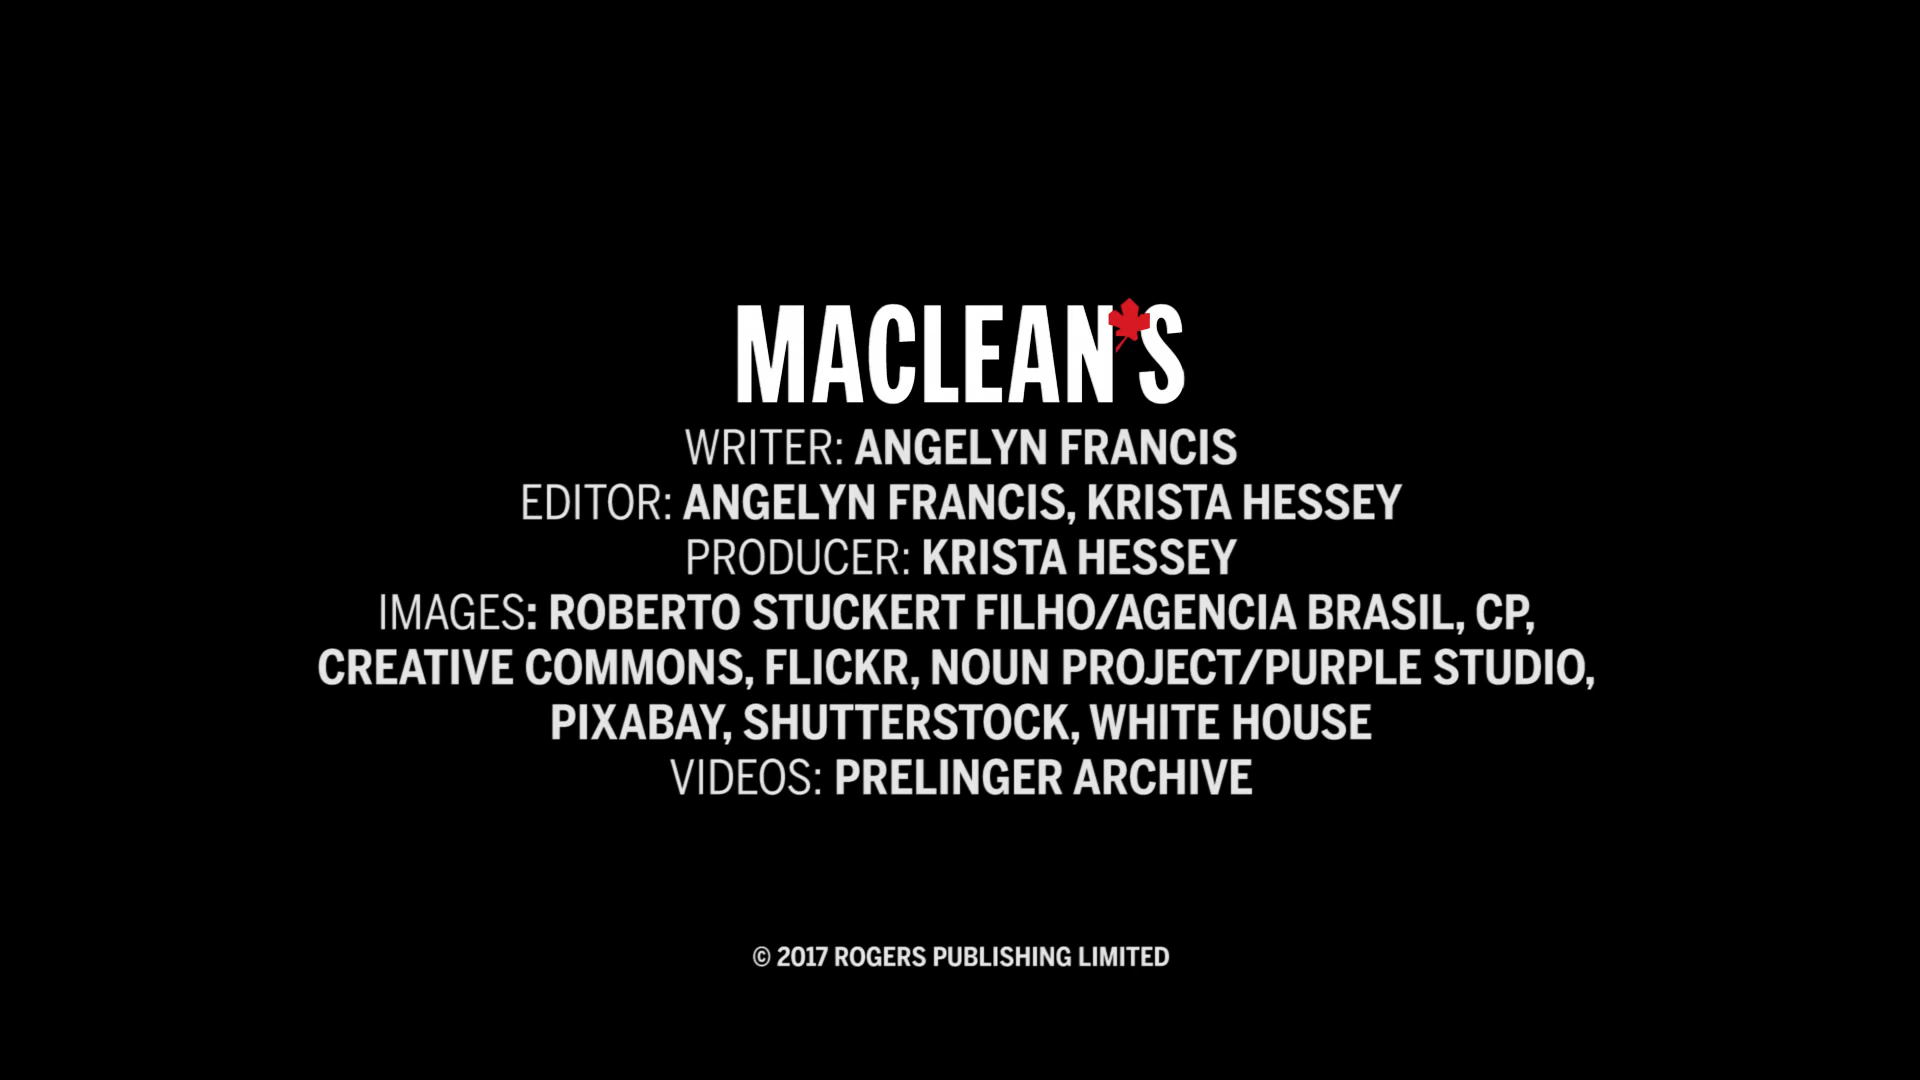 MACLEAN'S
WRITER: ANGELYN FRANCIS
EDITOR: ANGELYN FRANCIS, KRISTA HESSEY
PRODUCER: KRISTA HESSEY
IMAGES: ROBERTO STUCKERT FILHO/AGENCIA BRASIL, CP,
CREATIVE COMMONS, FLICKR, NOUN PROJECT/PURPLE STUDIO,
PIXABAY, SHUTTERSTOCK, WHITE HOUSE
VIDEOS: PRELINGER ARCHIVE
© 2017 ROGERS PUBLISHING LIMITED